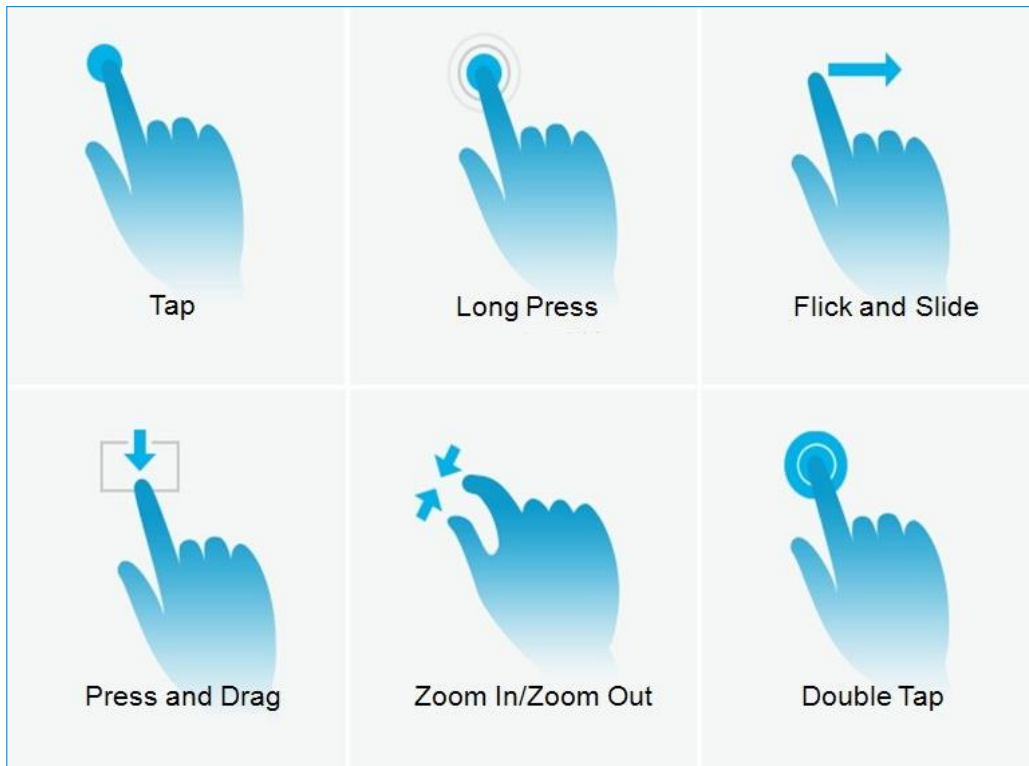 Tap
Long Press
Flick and Slide
Press and Drag
Zoom In/Zoom Out
Double Tap